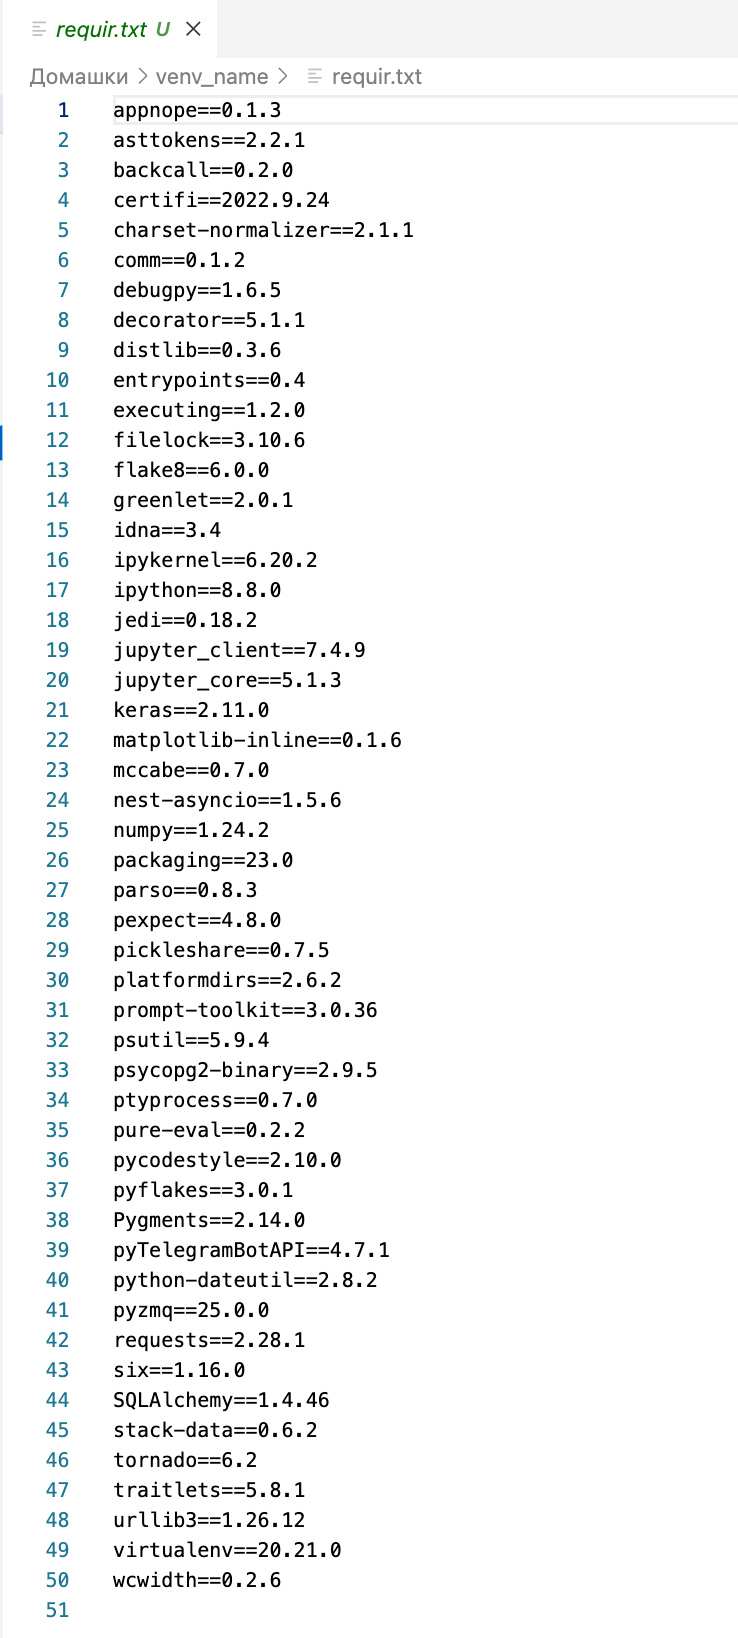 requir.txt U
Домашки > venv_name > requir.txt
1 appnope==0.1.3
2 asttokens==2.2.1
3 backcall==0.2.0
4 certifi==2022.9.24
5 charset-normalizer==2.1.1
6 comm==0.1.2
7 debugpy==1.6.5
8 decorator==5.1.1
9 distlib==0.3.6
10 entrypoints==0.4
11 executing==1.2.0
12 filelock==3.10.6
13 flake8==6.0.0
14 greenlet==2.0.1
15 idna==3.4
16 ipykernel==6.20.2
17 ipython==8.8.0
18 jedi==0.18.2
19 jupyter_client==7.4.9
20 jupyter_core==5.1.3
21 keras==2.11.0
22 matplotlib-inline==0.1.6
23 mccabe==0.7.0
24 nest-asyncio==1.5.6
25 numpy==1.24.2
26 packaging==23.0
27 parso==0.8.3
28 pexpect==4.8.0
29 pickleshare==0.7.5
30 platformdirs==2.6.2
31 prompt-toolkit==3.0.36
32 psutil==5.9.4
33 psycopg2-binary==2.9.5
34 ptyprocess==0.7.0
35 pure-eval==0.2.2
36 pycodestyle==2.10.0
37 pyflakes==3.0.1
38 Pygments==2.14.0
39 pyTelegramBotAPI==4.7.1
40 python-dateutil==2.8.2
41 pyzmq==25.0.0
42 requests==2.28.1
43 six==1.16.0
44 SQLAlchemy==1.4.46
45 stack-data==0.6.2
46 tornado==6.2
47 traitlets==5.8.1
48 urllib3==1.26.12
49 virtualenv==20.21.0
50 wcwidth==0.2.6
51